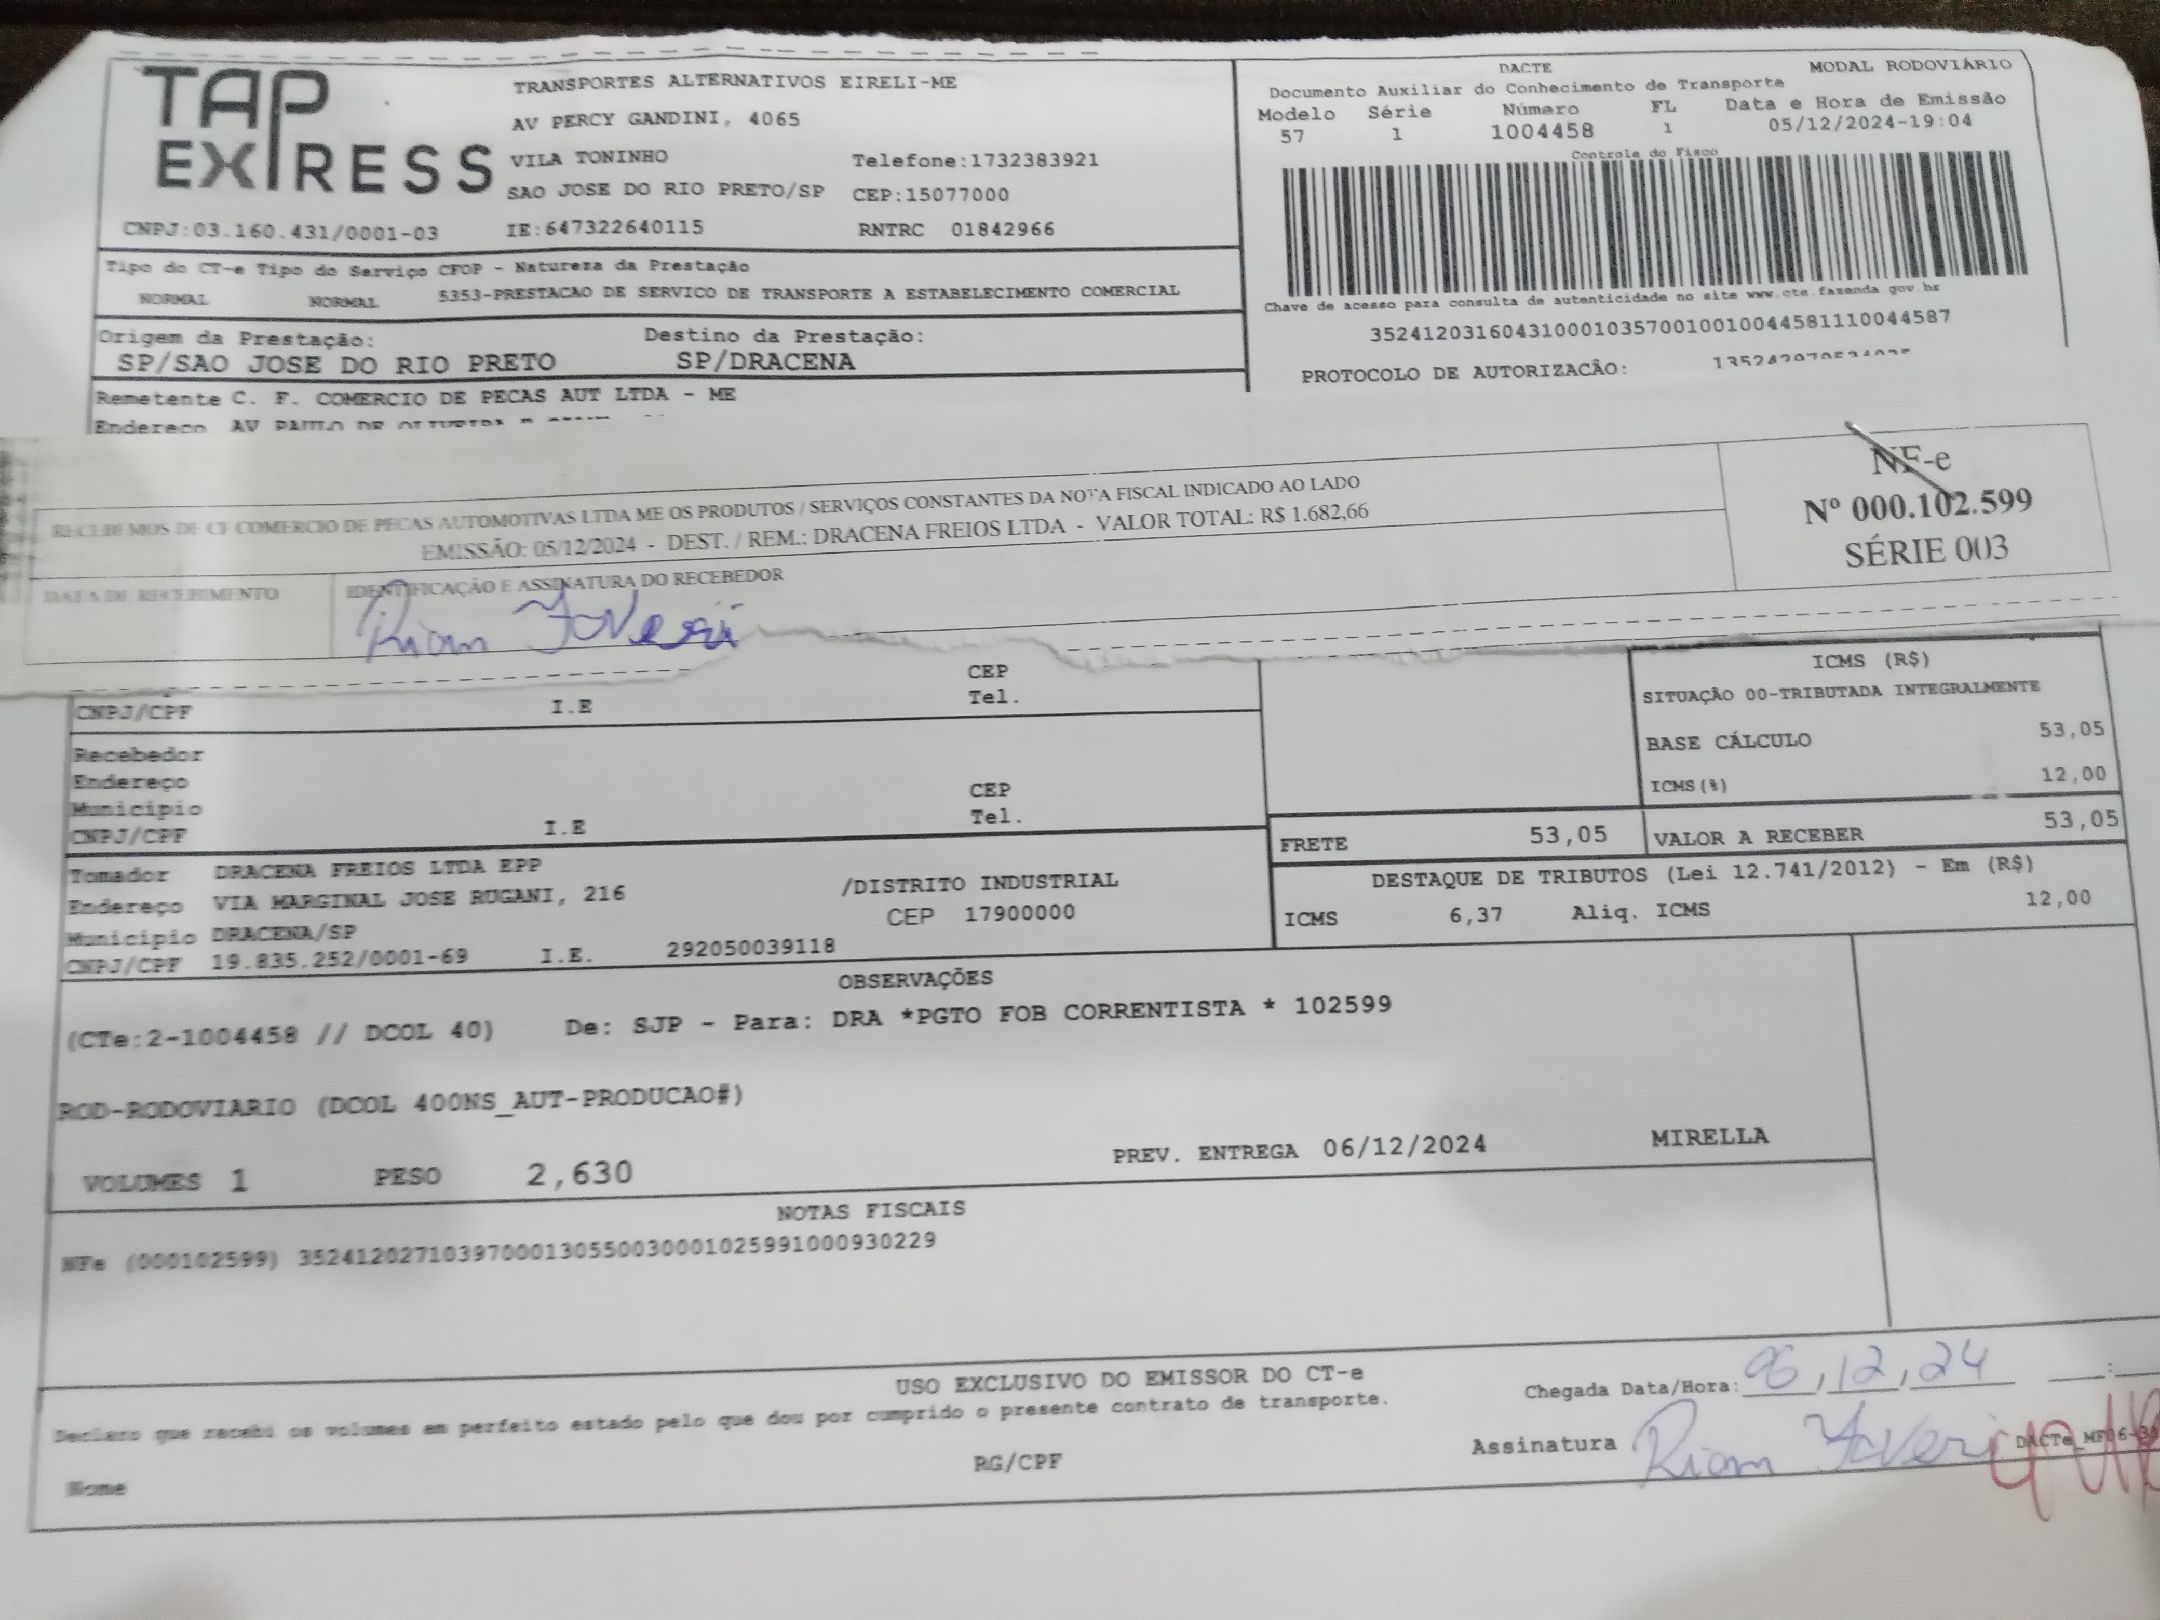 TAP EXPRESS
TRANSPORTES ALTERNATIVOS EIRELI-ME
AV PERCY GANDINI, 4065
VILA TONINHO Telefone:1732383921
SAO JOSE DO RIO PRETO/SP CEP:15077000
CNPJ:03.160.431/0001-03 IE:647322640115 RNTRC 01842966
DACTE MODAL RODOVIÁRIO
Documento Auxiliar do Conhecimento de Transporte
Modelo Série Número FL Data e Hora de Emissão
57 1 1004458 1 05/12/2024-19:04
Controle do Fisco
Chave de acesso para consulta de autenticidade no site www.cte.fazenda gov.br
35241203160431000103570010010044581110044587
PROTOCOLO DE AUTORIZACÂO:
Tipo do CT-e Tipo do Serviço CFOP - Natureza da Prestação
NORMAL NORMAL 5353-PRESTACAO DE SERVICO DE TRANSPORTE A ESTABELECIMENTO COMERCIAL
Origem da Prestação: Destino da Prestação:
SP/SAO JOSE DO RIO PRETO SP/DRACENA
Remetente C. F. COMERCIO DE PECAS AUT LTDA - ME
Endereço AV PAULO DE OLIVEIRA
RECEBEMOS DE CF COMERCIO DE PECAS AUTOMOTIVAS LTDA ME OS PRODUTOS / SERVIÇOS CONSTANTES DA NOTA FISCAL INDICADO AO LADO
EMISSÃO: 05/12/2024 - DEST. / REM.: DRACENA FREIOS LTDA - VALOR TOTAL: R$ 1.682,66
DATA DE RECEBIMENTO IDENTIFICAÇÃO E ASSINATURA DO RECEBEDOR
Riam
NF-e
Nº 000.102.599
SÉRIE 003
CEP
CNPJ/CPF I.E Tel.
Recebedor
Endereço
Município CEP
CNPJ/CPF I.E Tel.
ICMS (R$)
SITUAÇÃO 00-TRIBUTADA INTEGRALMENTE
BASE CÁLCULO 53,05
ICMS(%) 12,00
FRETE 53,05 VALOR A RECEBER 53,05
Tomador DRACENA FREIOS LTDA EPP
Endereço VIA MARGINAL JOSE RUGANI, 216 /DISTRITO INDUSTRIAL
Município DRACENA/SP CEP 17900000
CNPJ/CPF 19.835.252/0001-69 I.E. 292050039118
DESTAQUE DE TRIBUTOS (Lei 12.741/2012) - Em (R$)
ICMS 6,37 Aliq. ICMS 12,00
OBSERVAÇÕES
(CTe:2-1004458 // DCOL 40) De: SJP - Para: DRA *PGTO FOB CORRENTISTA * 102599
ROD-RODOVIARIO (DCOL 400NS_AUT-PRODUCAO#)
VOLUMES 1 PESO 2,630 PREV. ENTREGA 06/12/2024 MIRELLA
NOTAS FISCAIS
NFe (000102599) 35241202710397000130550030001025991000930229
USO EXCLUSIVO DO EMISSOR DO CT-e
Declaro que recebi os volumes em perfeito estado pelo que dou por cumprido o presente contrato de transporte.
Chegada Data/Hora: 06,12,24
Nome RG/CPF Assinatura Riam